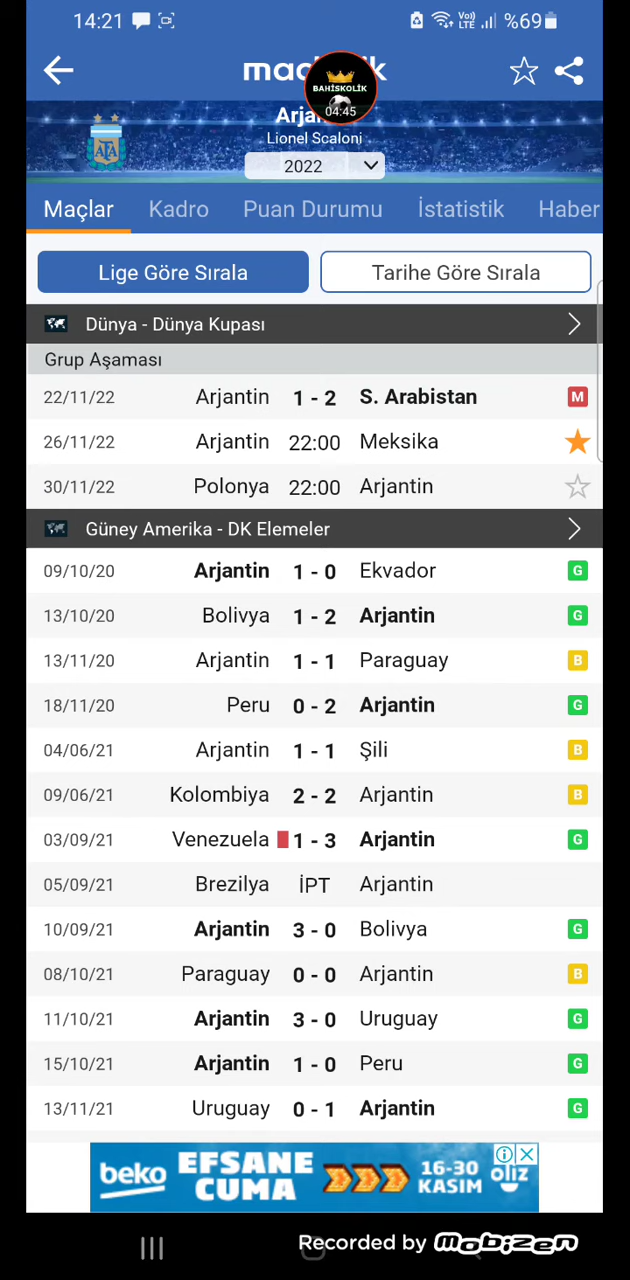 14:21 Vo)) LTE %69
maç lik
BAHİSKOLİK
04:45
Arja
Lionel Scaloni
AFA
2022
Maçlar Kadro Puan Durumu İstatistik Haber
Lige Göre Sırala Tarihe Göre Sırala
Dünya - Dünya Kupası
Grup Aşaması
22/11/22 Arjantin 1 - 2 S. Arabistan M
26/11/22 Arjantin 22:00 Meksika
30/11/22 Polonya 22:00 Arjantin
Güney Amerika - DK Elemeler
09/10/20 Arjantin 1 - 0 Ekvador G
13/10/20 Bolivya 1 - 2 Arjantin G
13/11/20 Arjantin 1 - 1 Paraguay B
18/11/20 Peru 0 - 2 Arjantin G
04/06/21 Arjantin 1 - 1 Şili B
09/06/21 Kolombiya 2 - 2 Arjantin B
03/09/21 Venezuela 1 - 3 Arjantin G
05/09/21 Brezilya İPT Arjantin
10/09/21 Arjantin 3 - 0 Bolivya G
08/10/21 Paraguay 0 - 0 Arjantin B
11/10/21 Arjantin 3 - 0 Uruguay G
15/10/21 Arjantin 1 - 0 Peru G
13/11/21 Uruguay 0 - 1 Arjantin G
beko EFSANE CUMA 16-30 KASIM
Recorded by Mobizen